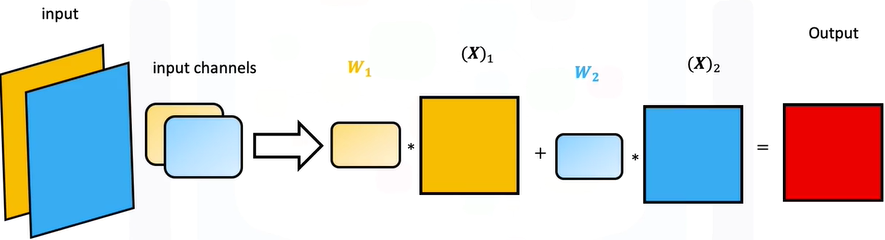 input
input channels
W₁
(X)₁
W₂
(X)₂
Output
* + * =